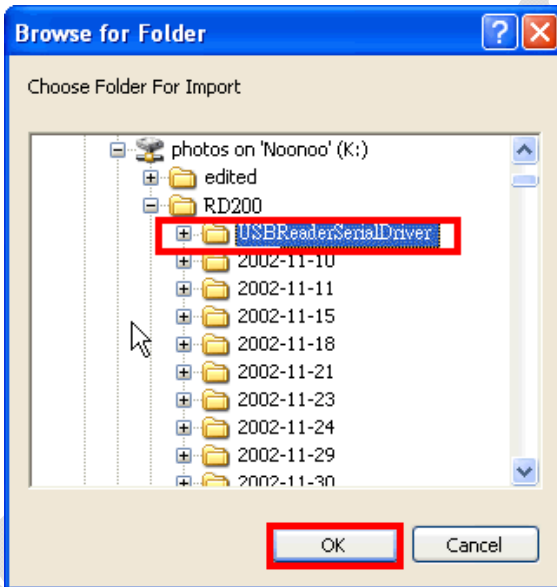 Browse for Folder
Choose Folder For Import
photos on 'Noonoo' (K:)
edited
RD200
USBReaderSerialDriver
2002-11-10
2002-11-11
2002-11-15
2002-11-18
2002-11-21
2002-11-23
2002-11-24
2002-11-29
2002-11-30
OK Cancel